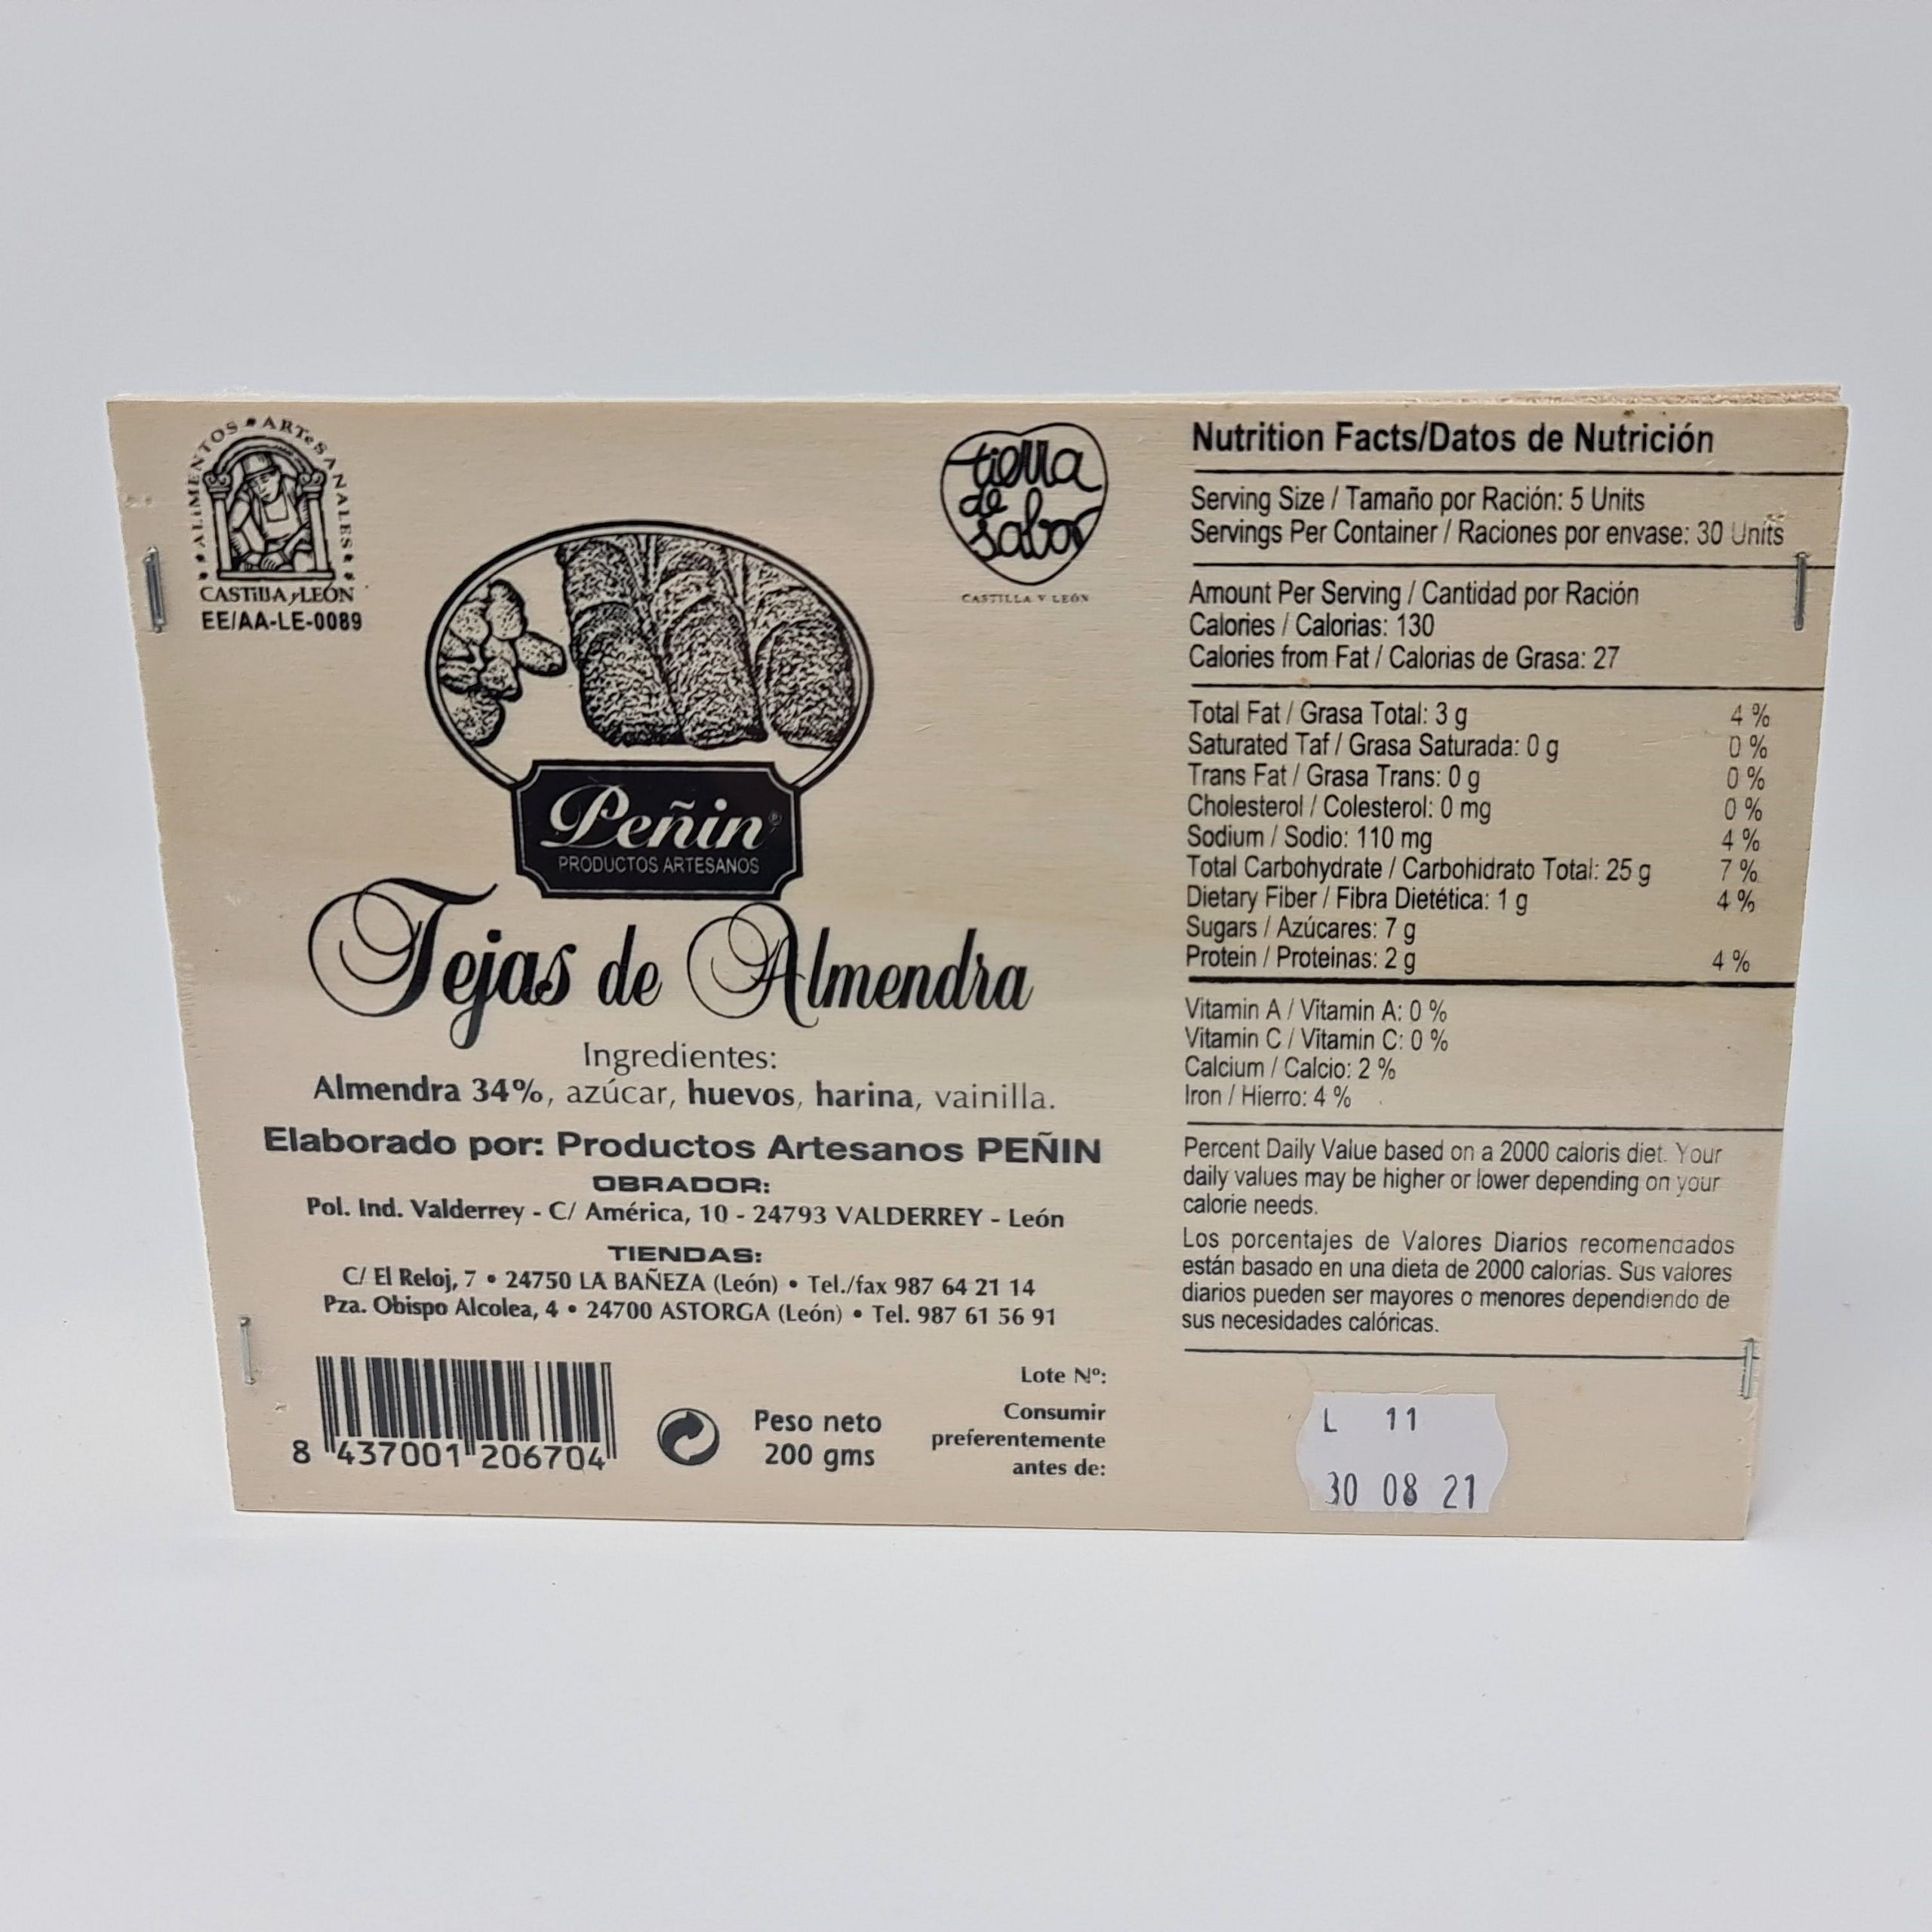 ALIMENTOS ARTeSANALES
CASTiLLA y LEÓN
EE/AA-LE-0089
tierra
de
sabor
CASTILLA Y LEÓN
Peñin
PRODUCTOS ARTESANOS
Tejas de Almendra
Ingredientes:
Almendra 34%, azúcar, huevos, harina, vainilla.
Elaborado por: Productos Artesanos PEÑIN
OBRADOR:
Pol. Ind. Valderrey - C/ América, 10 - 24793 VALDERREY - León
TIENDAS:
C/ El Reloj, 7 • 24750 LA BAÑEZA (León) • Tel./fax 987 64 21 14
Pza. Obispo Alcolea, 4 • 24700 ASTORGA (León) • Tel. 987 61 56 91
8 437001 206704
Peso neto
200 gms
Lote Nº:
Consumir
preferentemente
antes de:
Nutrition Facts/Datos de Nutrición
Serving Size / Tamaño por Ración: 5 Units
Servings Per Container / Raciones por envase: 30 Units
Amount Per Serving / Cantidad por Ración
Calories / Calorias: 130
Calories from Fat / Calorias de Grasa: 27
Total Fat / Grasa Total: 3 g 4 %
Saturated Taf / Grasa Saturada: 0 g 0 %
Trans Fat / Grasa Trans: 0 g 0 %
Cholesterol / Colesterol: 0 mg 0 %
Sodium / Sodio: 110 mg 4 %
Total Carbohydrate / Carbohidrato Total: 25 g 7 %
Dietary Fiber / Fibra Dietética: 1 g 4 %
Sugars / Azúcares: 7 g
Protein / Proteinas: 2 g 4 %
Vitamin A / Vitamin A: 0 %
Vitamin C / Vitamin C: 0 %
Calcium / Calcio: 2 %
Iron / Hierro: 4 %
Percent Daily Value based on a 2000 caloris diet. Your
daily values may be higher or lower depending on your
calorie needs.
Los porcentajes de Valores Diarios recomendados
están basado en una dieta de 2000 calorías. Sus valores
diarios pueden ser mayores o menores dependiendo de
sus necesidades calóricas.
L 11
30 08 21